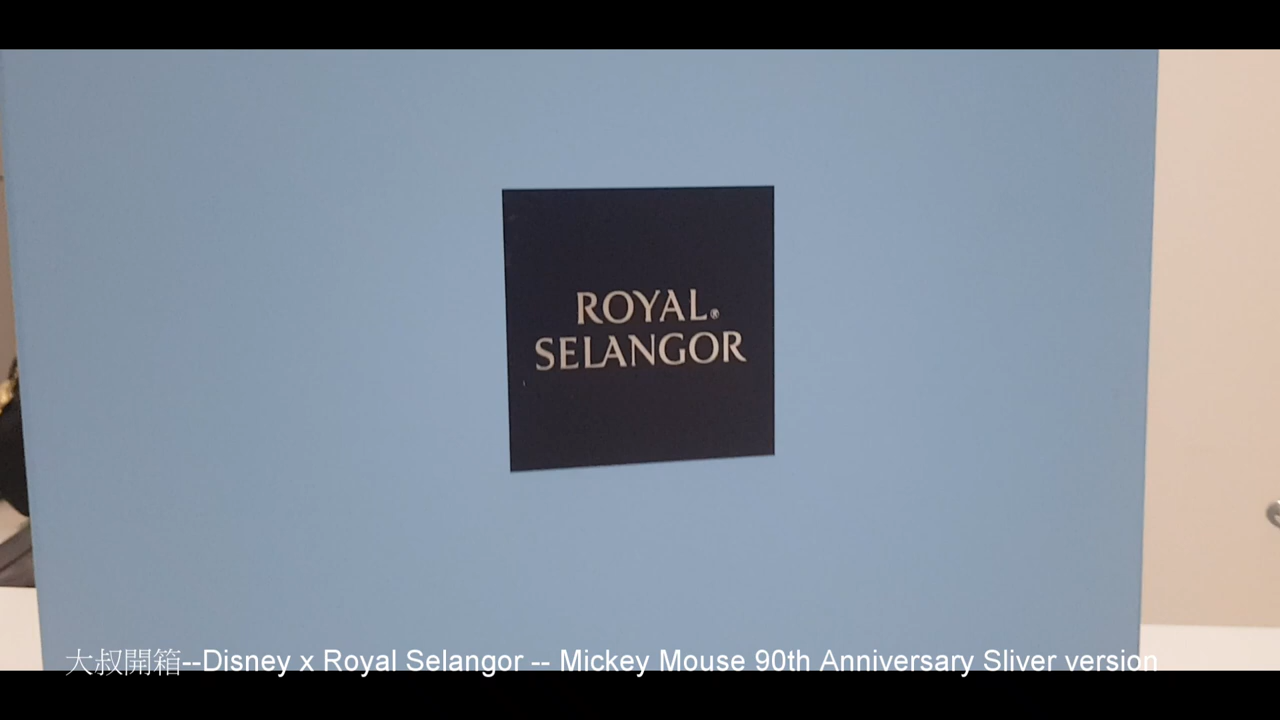 ROYAL®
SELANGOR
大叔開箱--Disney x Royal Selangor -- Mickey Mouse 90th Anniversary Sliver version